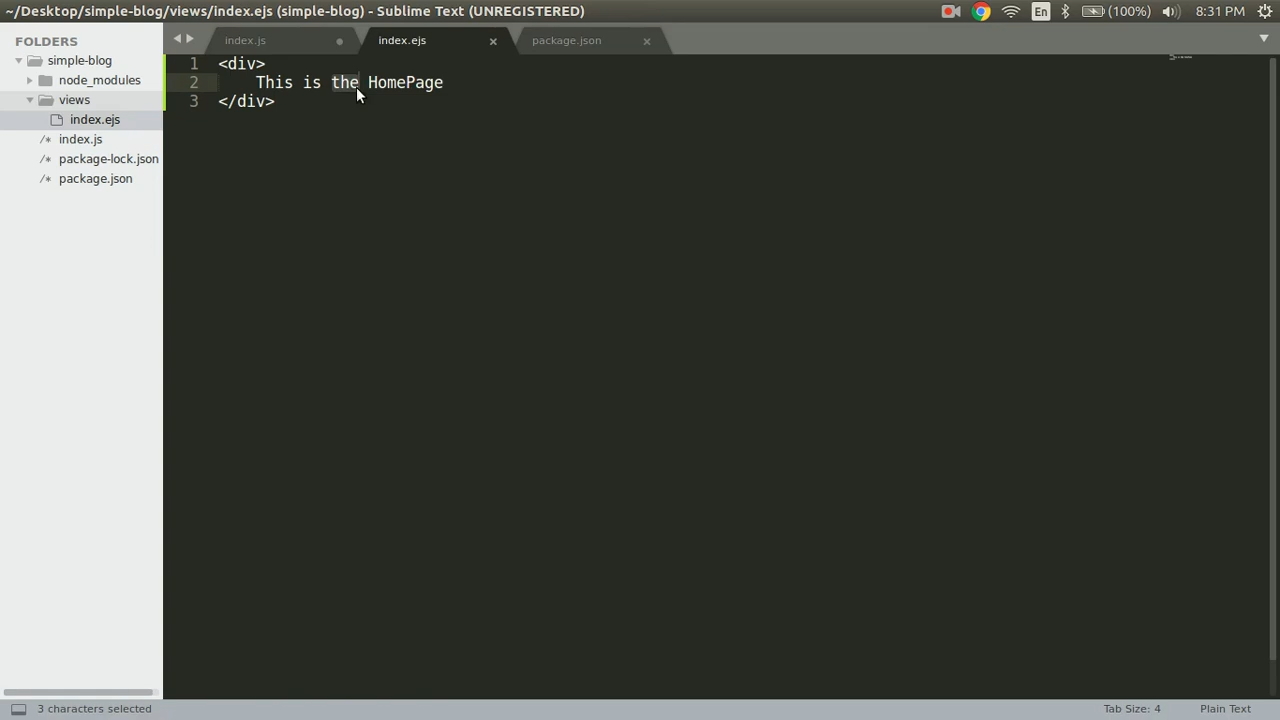 ~/Desktop/simple-blog/views/index.ejs (simple-blog) - Sublime Text (UNREGISTERED)
En
(100%)
8:31 PM
FOLDERS
simple-blog
node_modules
views
index.ejs
/* index.js
/* package-lock.json
/* package.json
index.js
index.ejs
package.json
1 <div>
2 This is the HomePage
3 </div>
3 characters selected
Tab Size: 4
Plain Text